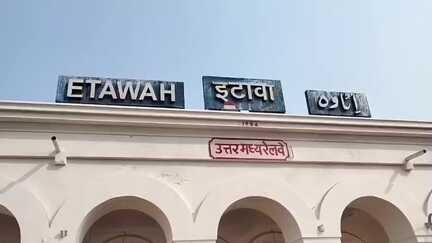 ETAWAH इटावा اٹاوہ
उत्तर मध्य रेलवे